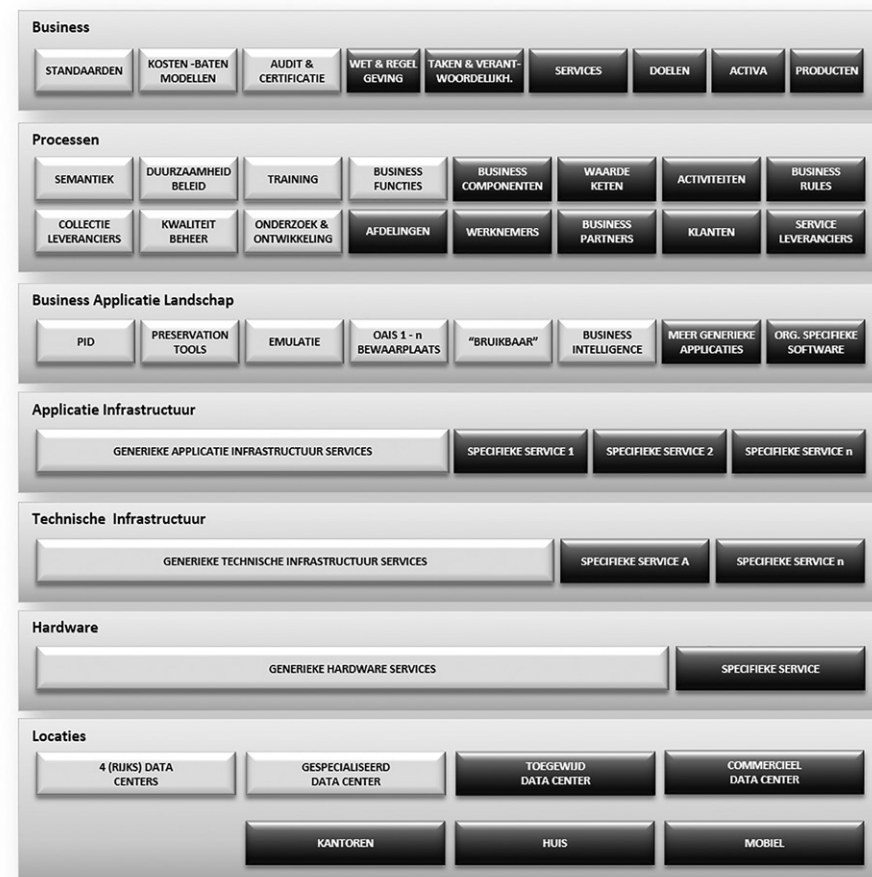 Business
STANDAARDEN
KOSTEN -BATEN
MODELLEN
AUDIT &
CERTIFICATIE
WET & REGEL
GEVING
TAKEN & VERANT-
WOORDELIJKH.
SERVICES
DOELEN
ACTIVA
PRODUCTEN
Processen
SEMANTIEK
DUURZAAMHEID
BELEID
TRAINING
BUSINESS
FUNCTIES
BUSINESS
COMPONENTEN
WAARDE
KETEN
ACTIVITEITEN
BUSINESS
RULES
COLLECTIE
LEVERANCIERS
KWALITEIT
BEHEER
ONDERZOEK &
ONTWIKKELING
AFDELINGEN
WERKNEMERS
BUSINESS
PARTNERS
KLANTEN
SERVICE
LEVERANCIERS
Business Applicatie Landschap
PID
PRESERVATION
TOOLS
EMULATIE
OAIS 1 - n
BEWAARPLAATS
“BRUIKBAAR”
BUSINESS
INTELLIGENCE
MEER GENERIEKE
APPLICATIES
ORG. SPECIFIEKE
SOFTWARE
Applicatie Infrastructuur
GENERIEKE APPLICATIE INFRASTRUCTUUR SERVICES
SPECIFIEKE SERVICE 1
SPECIFIEKE SERVICE 2
SPECIFIEKE SERVICE n
Technische Infrastructuur
GENERIEKE TECHNISCHE INFRASTRUCTUUR SERVICES
SPECIFIEKE SERVICE A
SPECIFIEKE SERVICE n
Hardware
GENERIEKE HARDWARE SERVICES
SPECIFIEKE SERVICE
Locaties
4 (RIJKS) DATA
CENTERS
GESPECIALISEERD
DATA CENTER
TOEGEWIJD
DATA CENTER
COMMERCIEEL
DATA CENTER
KANTOREN
HUIS
MOBIEL